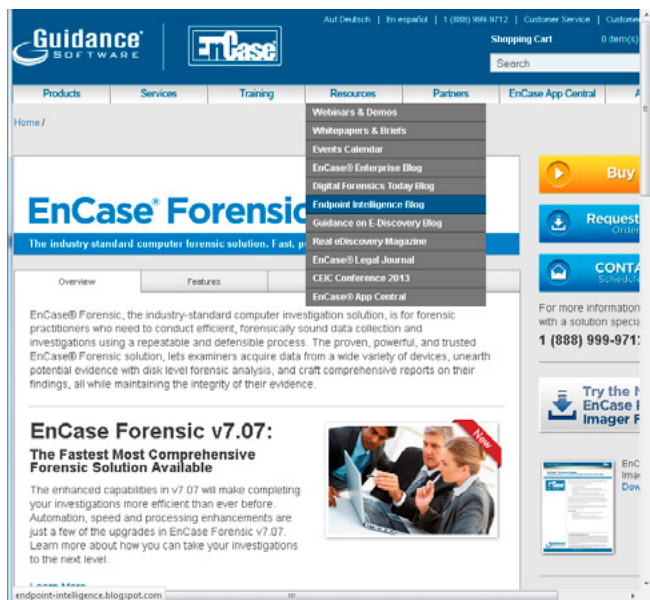 Auf Deutsch | En español | 1 (888) 999-9712 | Customer Service | Custome
Guidance
SOFTWARE
EnCase
Shopping Cart 0 item(s)
Search
Products Services Training Resources Partners EnCase App Central A
Home /
Webinars & Demos
Whitepapers & Briefs
Events Calendar
EnCase® Enterprise Blog
Digital Forensics Today Blog
Endpoint Intelligence Blog
Guidance on E-Discovery Blog
Real eDiscovery Magazine
EnCase® Legal Journal
CEIC Conference 2013
EnCase® App Central
EnCase® Forensic
The industry-standard computer forensic solution. Fast, p
Overview Features
EnCase® Forensic, the industry-standard computer investigation solution, is for forensic
practitioners who need to conduct efficient, forensically sound data collection and
investigations using a repeatable and defensible process. The proven, powerful, and trusted
EnCase® Forensic solution, lets examiners acquire data from a wide variety of devices, unearth
potential evidence with disk level forensic analysis, and craft comprehensive reports on their
findings, all while maintaining the integrity of their evidence.
EnCase Forensic v7.07:
The Fastest Most Comprehensive
Forensic Solution Available
The enhanced capabilities in v7.07 will make completing
your investigations more efficient than ever before.
Automation, speed and processing enhancements are
just a few of the upgrades in EnCase Forensic v7.07.
Learn more about how you can take your investigations
to the next level.
Learn More
New
Buy
Request
Order
CONTA
Schedule
For more information
with a solution specia
1 (888) 999-971
Try the N
EnCase F
Imager F
EnC
Ima
Dow
endpoint-intelligence.blogspot.com